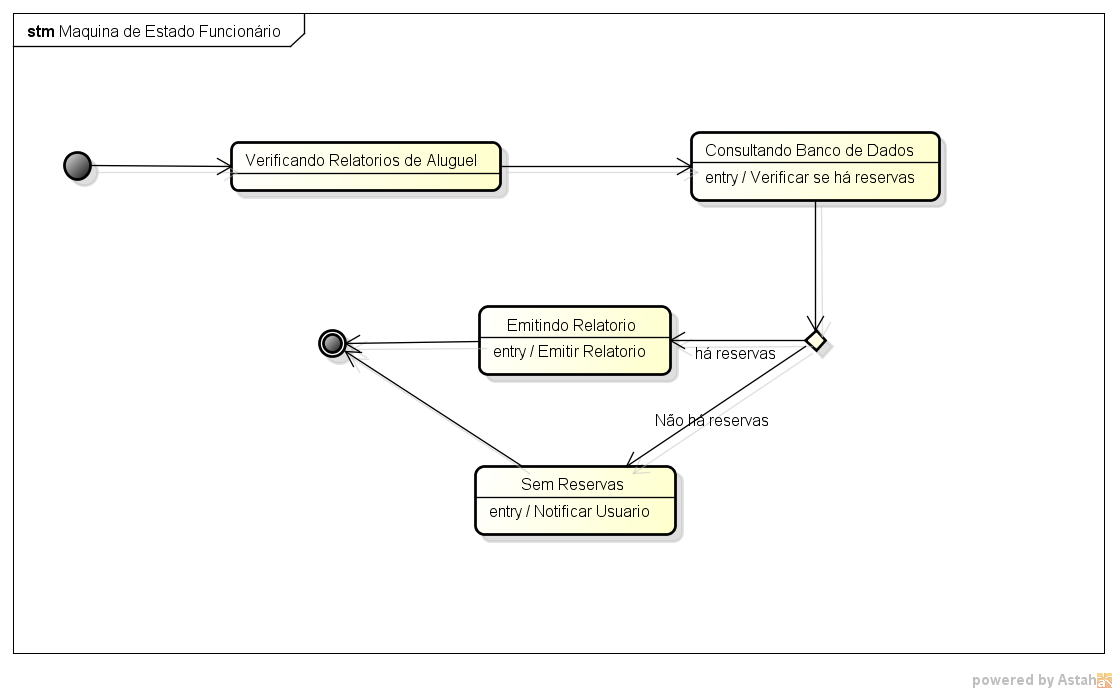 stm Maquina de Estado Funcionário
Verificando Relatorios de Aluguel
Consultando Banco de Dados
entry / Verificar se há reservas
Emitindo Relatorio
entry / Emitir Relatorio
há reservas
Não há reservas
Sem Reservas
entry / Notificar Usuario
powered by Astah